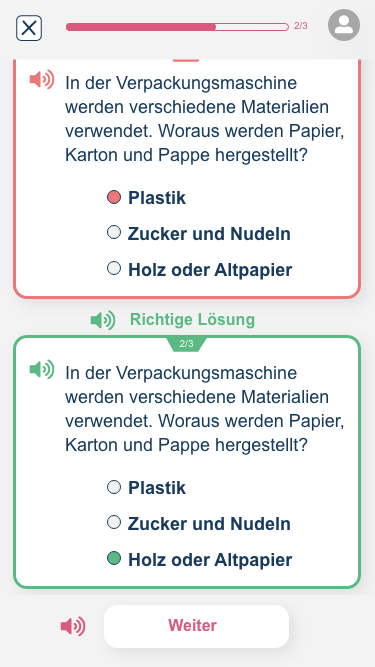 2/3
In der Verpackungsmaschine
werden verschiedene Materialien
verwendet. Woraus werden Papier,
Karton und Pappe hergestellt?
Plastik
Zucker und Nudeln
Holz oder Altpapier
Richtige Lösung
2/3
In der Verpackungsmaschine
werden verschiedene Materialien
verwendet. Woraus werden Papier,
Karton und Pappe hergestellt?
Plastik
Zucker und Nudeln
Holz oder Altpapier
Weiter